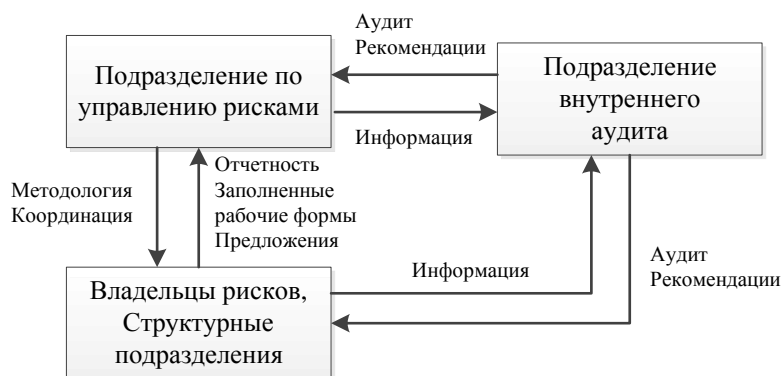 Аудит
Рекомендации
Подразделение по
управлению рисками
Подразделение
внутреннего
аудита
Информация
Методология
Координация
Отчетность
Заполненные
рабочие формы
Предложения
Информация
Аудит
Рекомендации
Владельцы рисков,
Структурные
подразделения